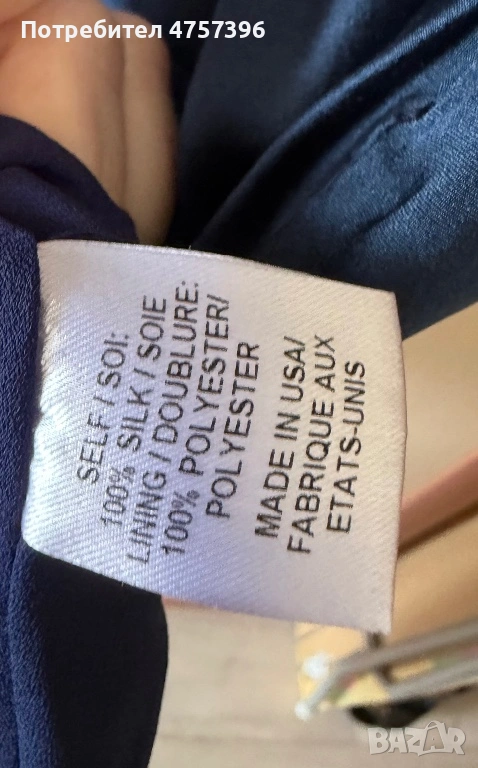 Потребител 4757396
SELF / SOI:
100% SILK / SOIE
LINING / DOUBLURE:
100% POLYESTER/
POLYESTER
MADE IN USA/
FABRIQUE AUX
ETATS-UNIS
BAZAR